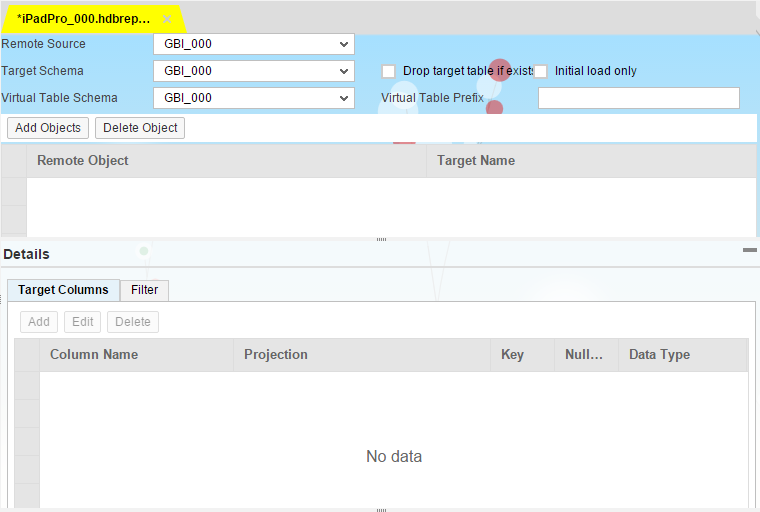 *iPadPro_000.hdbrep...
Remote Source GBI_000
Target Schema GBI_000 Drop target table if exists Initial load only
Virtual Table Schema GBI_000 Virtual Table Prefix
Add Objects Delete Object
Remote Object Target Name
Details
Target Columns Filter
Add Edit Delete
Column Name Projection Key Null... Data Type
No data